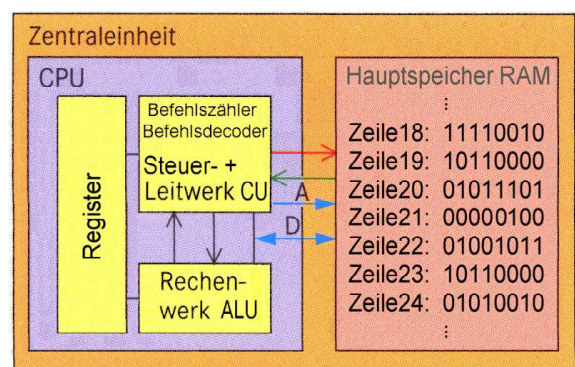 Zentraleinheit
CPU
Register
Befehlszähler
Befehlsdecoder
Steuer- +
Leitwerk CU
Rechen-
werk ALU
A
D
Hauptspeicher RAM
⋮
Zeile18: 11110010
Zeile19: 10110000
Zeile20: 01011101
Zeile21: 00000100
Zeile22: 01001011
Zeile23: 10110000
Zeile24: 01010010
⋮